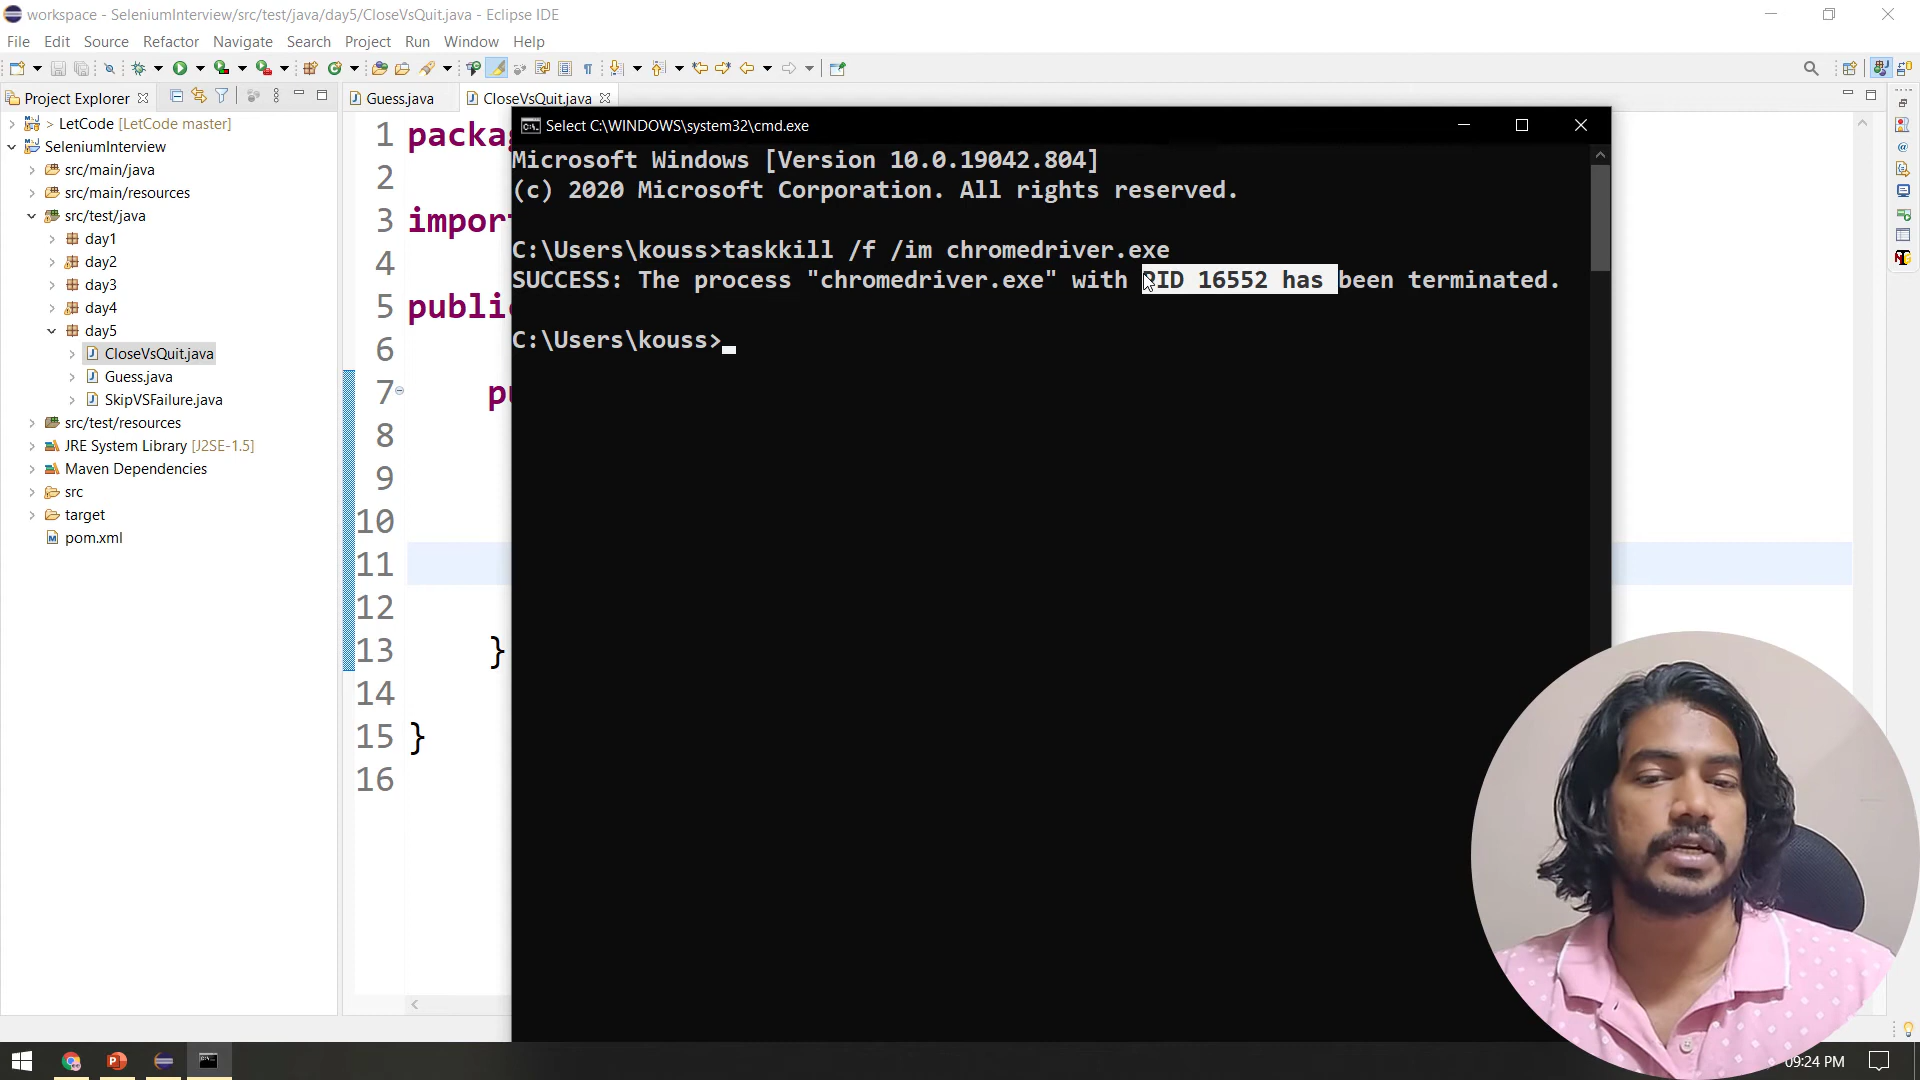 workspace - SeleniumInterview/src/test/java/day5/CloseVsQuit.java - Eclipse IDE
File Edit Source Refactor Navigate Search Project Run Window Help
Project Explorer
Guess.java
CloseVsQuit.java
> LetCode [LetCode master]
SeleniumInterview
src/main/java
src/main/resources
src/test/java
day1
day2
day3
day4
day5
CloseVsQuit.java
Guess.java
SkipVSFailure.java
src/test/resources
JRE System Library [J2SE-1.5]
Maven Dependencies
src
target
pom.xml
1 packag
2
3 import
4
5 public
6
7 pu
8
9
10
11
12
13 }
14
15 }
16
Select C:\WINDOWS\system32\cmd.exe
Microsoft Windows [Version 10.0.19042.804]
(c) 2020 Microsoft Corporation. All rights reserved.
C:\Users\kouss>taskkill /f /im chromedriver.exe
SUCCESS: The process "chromedriver.exe" with PID 16552 has been terminated.
C:\Users\kouss>
09:24 PM